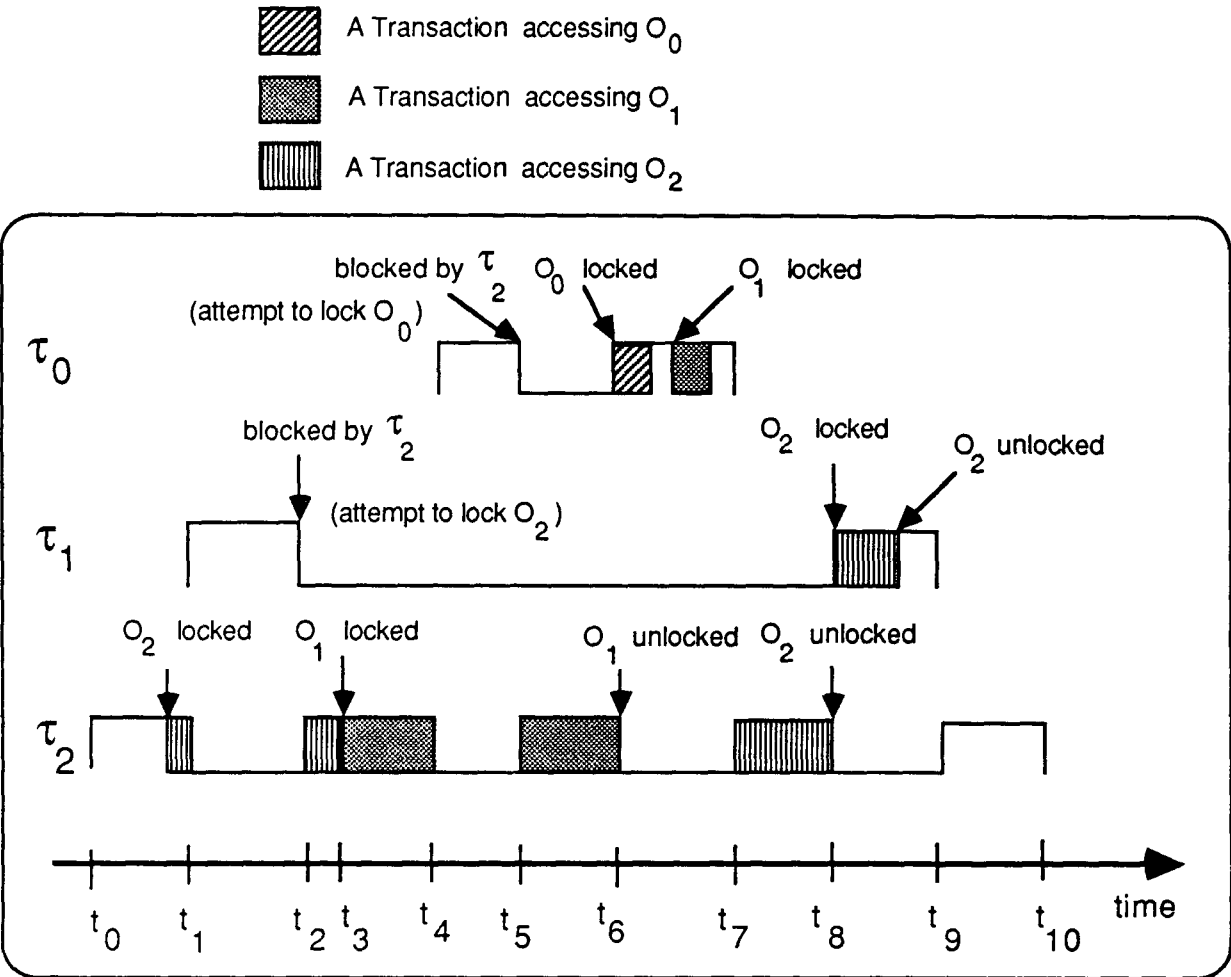 A Transaction accessing O0
A Transaction accessing O1
A Transaction accessing O2
blocked by τ2
O0 locked
O1 locked
(attempt to lock O0)
τ0
blocked by τ2
O2 locked
O2 unlocked
(attempt to lock O2)
τ1
O2 locked
O1 locked
O1 unlocked
O2 unlocked
τ2
t0 t1 t2 t3 t4 t5 t6 t7 t8 t9 t10
time